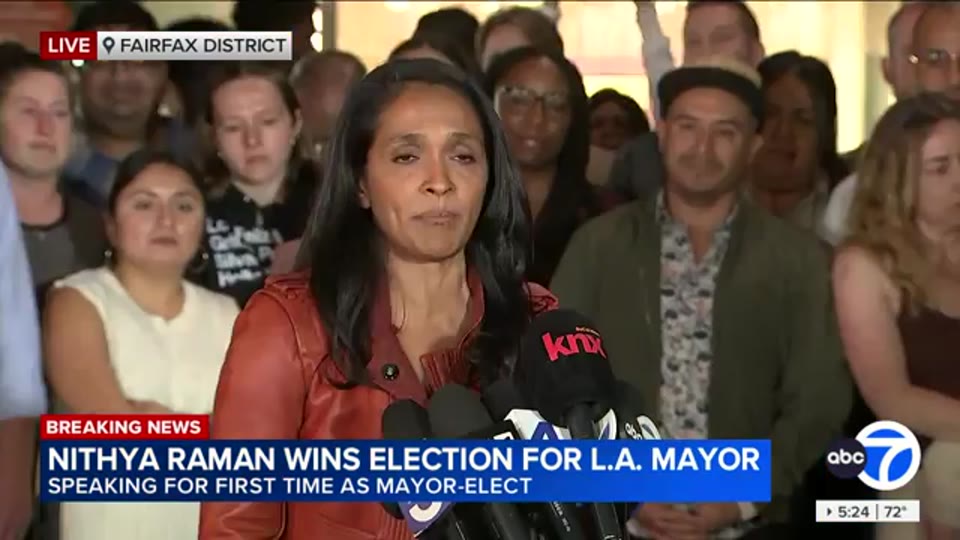 LIVE FAIRFAX DISTRICT
knx
BREAKING NEWS
NITHYA RAMAN WINS ELECTION FOR L.A. MAYOR
SPEAKING FOR FIRST TIME AS MAYOR-ELECT
abc 7
5:24 72°